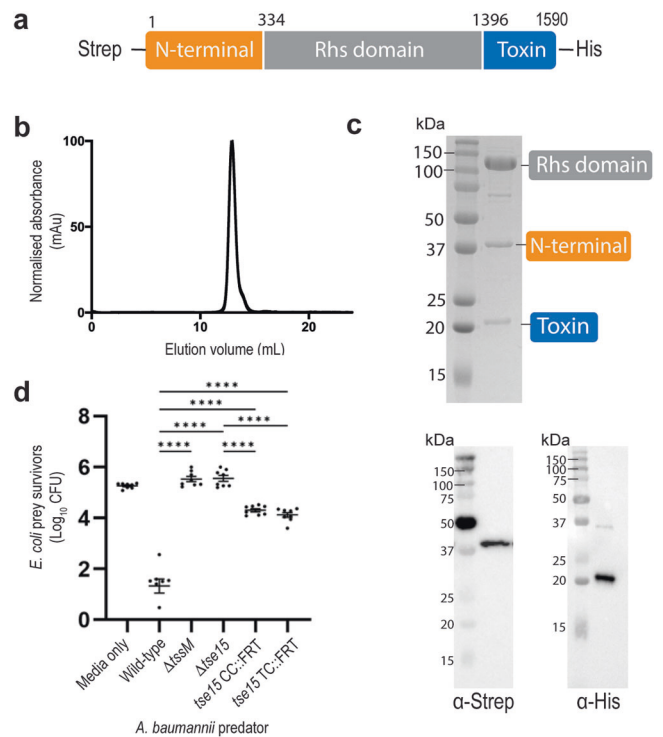 a
1 334 1396 1590
Strep N-terminal Rhs domain Toxin His
b
Normalised absorbance
(mAu)
100
50
0
0 10 20
Elution volume (mL)
c
kDa
150
100
50
37
25
20
15
Rhs domain
N-terminal
Toxin
d
E. coli prey survivors
(Log10 CFU)
8
6
4
2
0
****
****
**** ****
**** ****
Media only
Wild-type
ΔtssM
Δtse15
tse15 CC::FRT
tse15 TC::FRT
A. baumannii predator
kDa
150
100
75
50
37
25
20
15
α-Strep
kDa
150
100
75
50
37
25
20
15
α-His